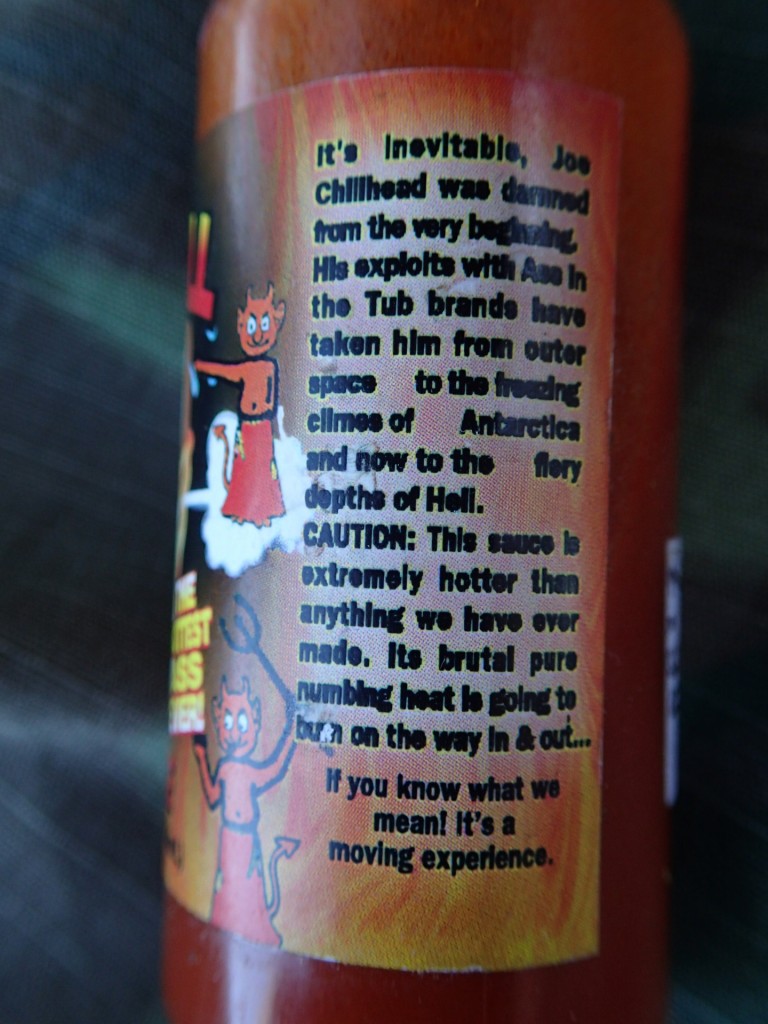 It's inevitable, Joe
Chilihead was damned
from the very beginning.
His exploits with Ass in
the Tub brands have
taken him from outer
space to the freezing
climes of Antarctica
and now to the fiery
depths of Hell.
CAUTION: This sauce is
extremely hotter than
anything we have ever
made. Its brutal pure
numbing heat is going to
burn on the way in & out...
If you know what we
mean! It's a
moving experience.